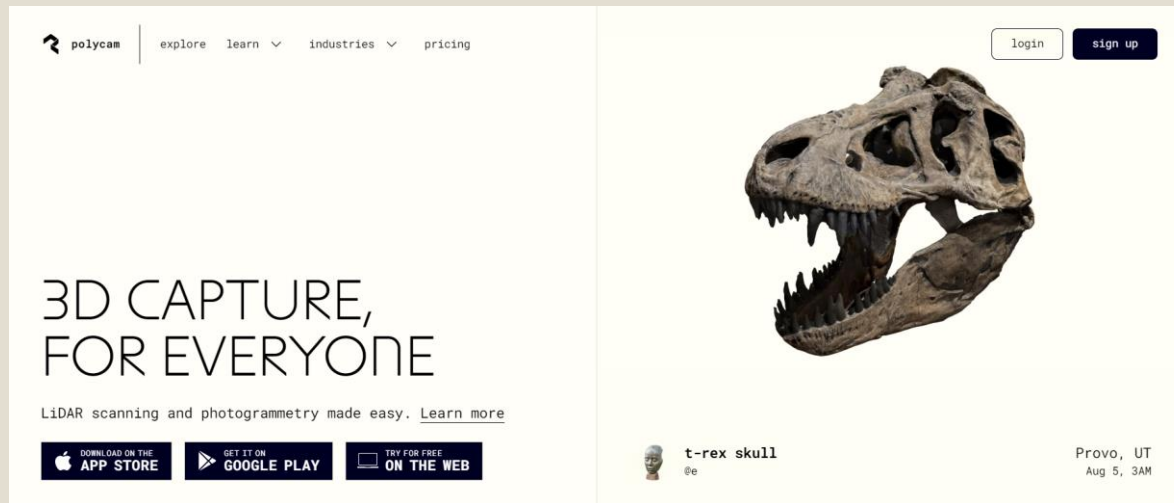 polycam
explore
learn
industries
pricing
login
sign up
3D CAPTURE,
FOR EVERYONE
LiDAR scanning and photogrammetry made easy. Learn more
DOWNLOAD ON THE
APP STORE
GET IT ON
GOOGLE PLAY
TRY FOR FREE
ON THE WEB
t-rex skull
@e
Provo, UT
Aug 5, 3AM